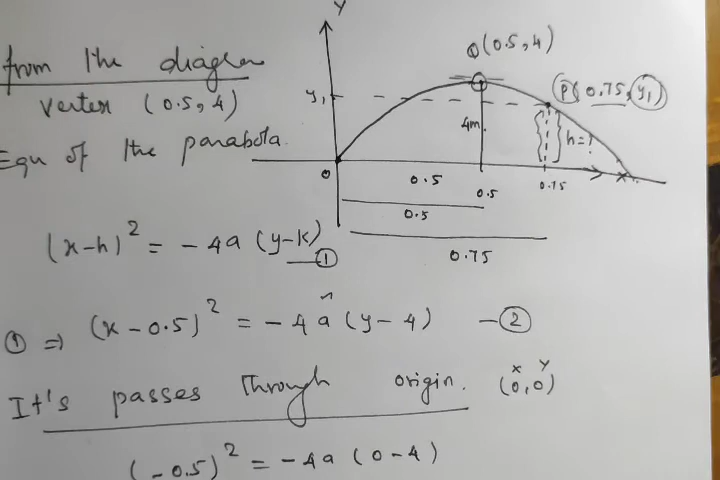 from the diagram
Vertex (0.5, 4)
Equ of the parabola.
(x-h)² = - 4a (y-k)
①
① ⇒ (x - 0.5)² = - 4a (y - 4) - ②
It's passes through origin. (0, 0)
x y
(-0.5)² = - 4a (0 - 4)
Y
Q (0.5, 4)
y₁
P( 0.75, y₁)
4m.
h = ?
O
0.5
0.5
0.75
x
0.5
0.75